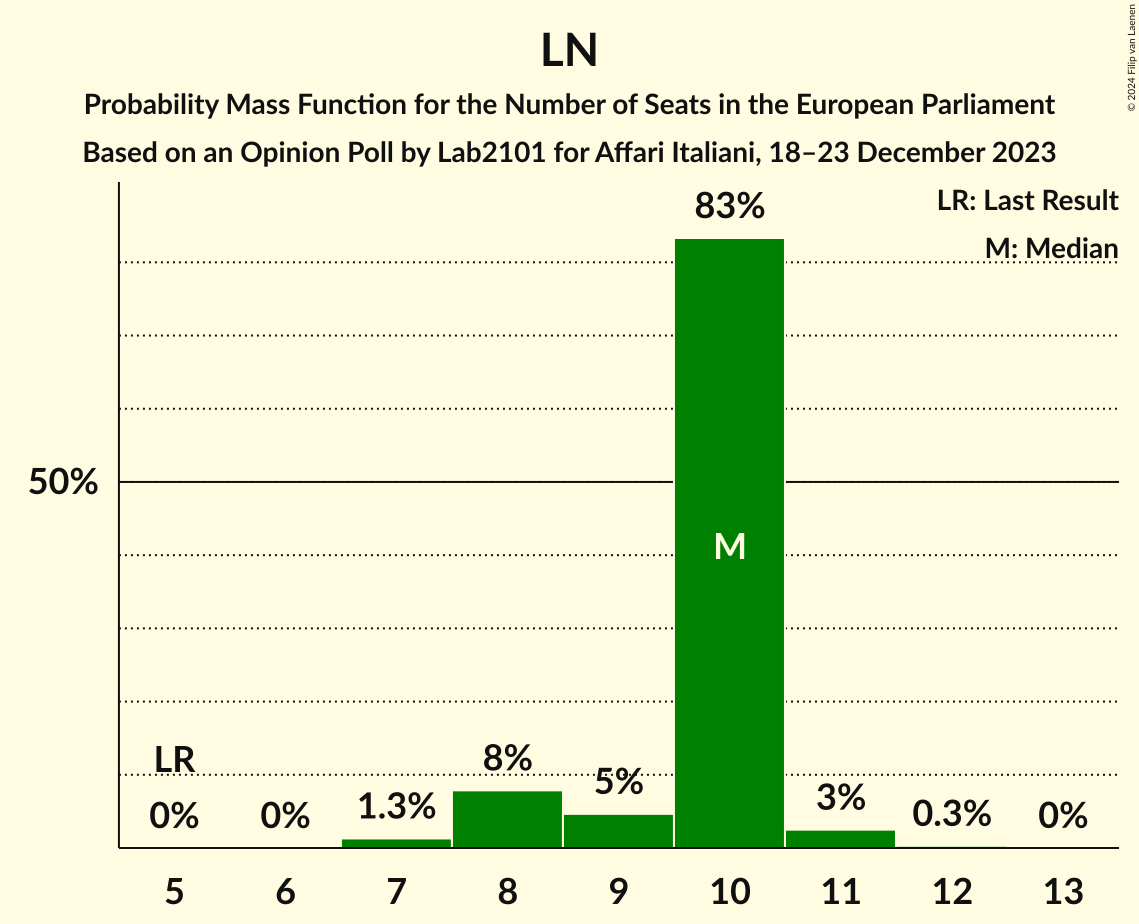 LN
Probability Mass Function for the Number of Seats in the European Parliament
Based on an Opinion Poll by Lab2101 for Affari Italiani, 18–23 December 2023
© 2024 Filip van Laenen
LR: Last Result
M: Median
83%
50%
M
LR
0%
0%
1.3%
8%
5%
3%
0.3%
0%
5 6 7 8 9 10 11 12 13